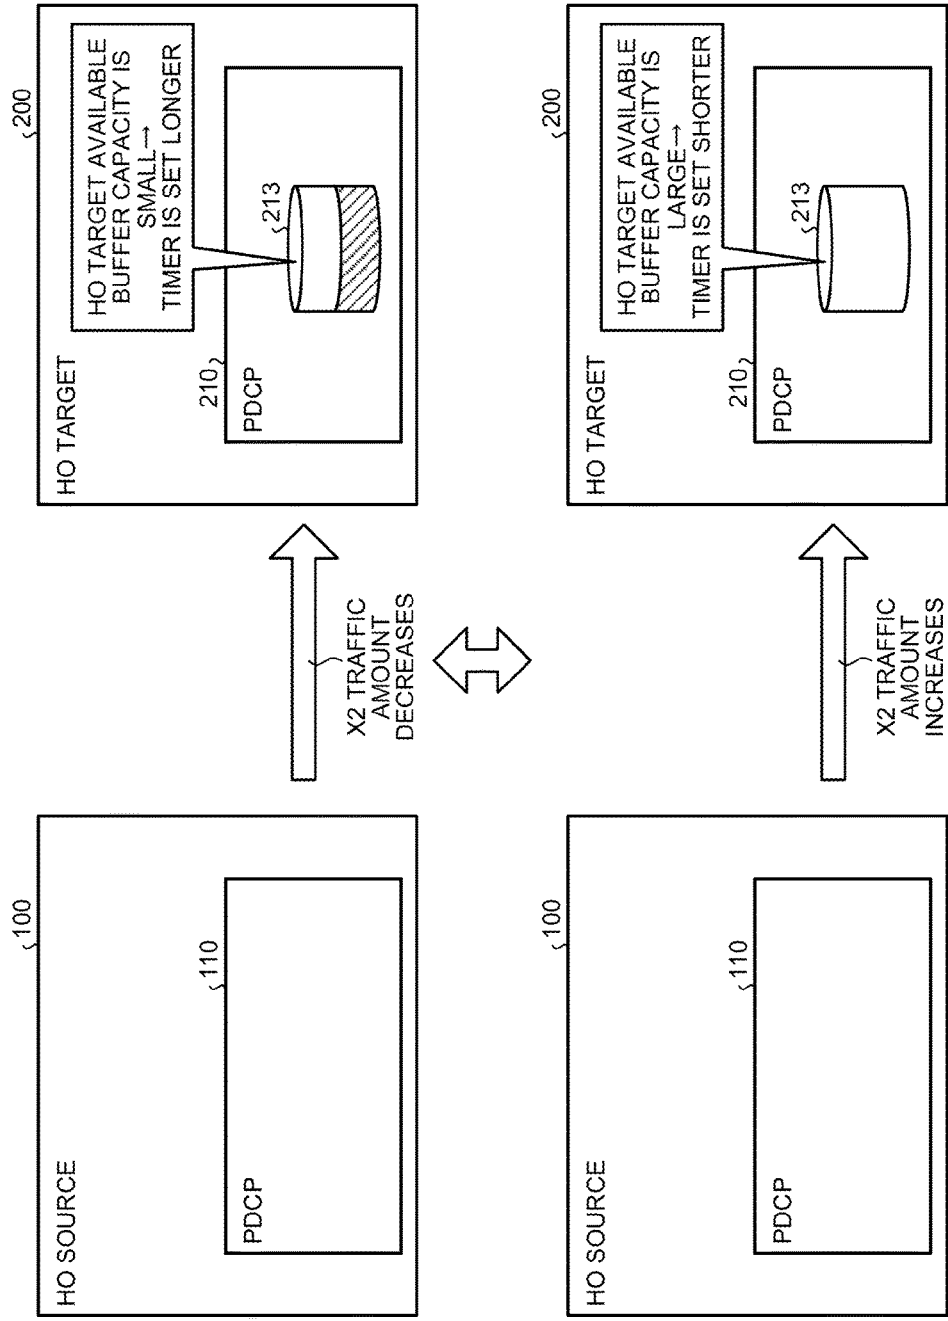 HO SOURCE
100
PDCP
110
X2 TRAFFIC
AMOUNT
DECREASES
HO TARGET
200
HO TARGET AVAILABLE
BUFFER CAPACITY IS
SMALL→
TIMER IS SET LONGER
210
PDCP
213
HO SOURCE
100
PDCP
110
X2 TRAFFIC
AMOUNT
INCREASES
HO TARGET
200
HO TARGET AVAILABLE
BUFFER CAPACITY IS
LARGE→
TIMER IS SET SHORTER
210
PDCP
213